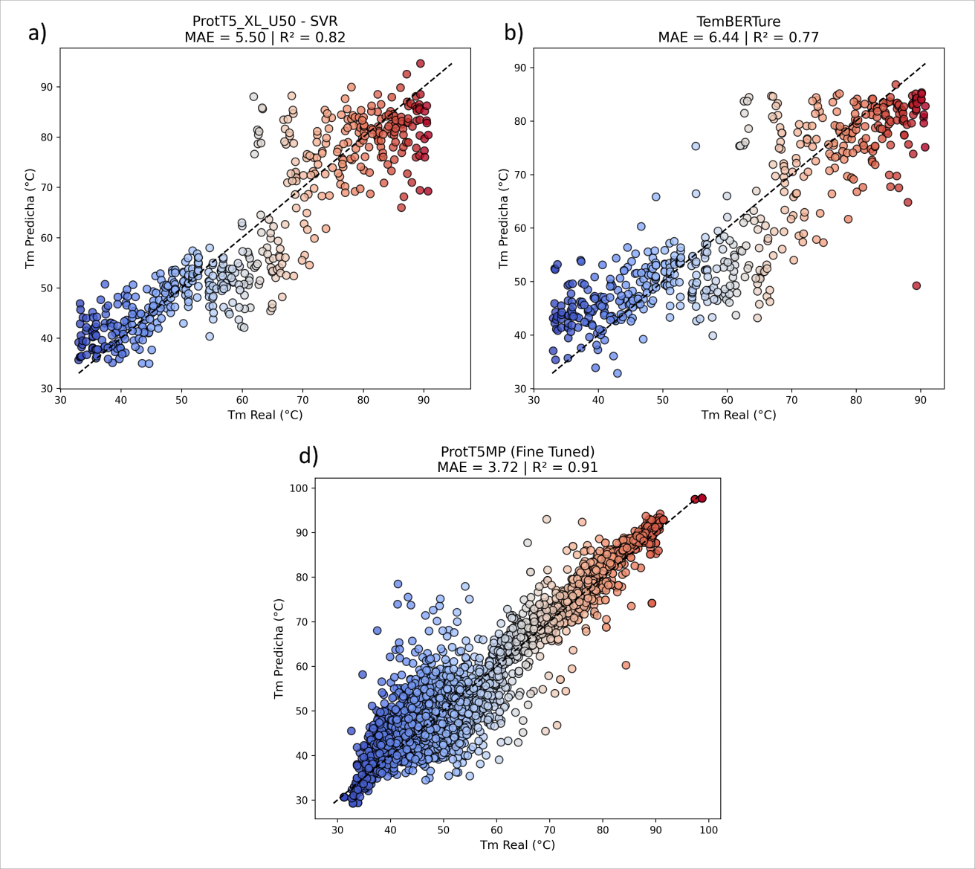 a)
ProtT5_XL_U50 - SVR
MAE = 5.50 | R² = 0.82
Tm Predicha (°C)
90
80
70
60
50
40
30
30 40 50 60 70 80 90
Tm Real (°C)
b)
TemBERTure
MAE = 6.44 | R² = 0.77
Tm Predicha (°C)
90
80
70
60
50
40
30
30 40 50 60 70 80 90
Tm Real (°C)
d)
ProtT5MP (Fine Tuned)
MAE = 3.72 | R² = 0.91
Tm Predicha (°C)
100
90
80
70
60
50
40
30
30 40 50 60 70 80 90 100
Tm Real (°C)